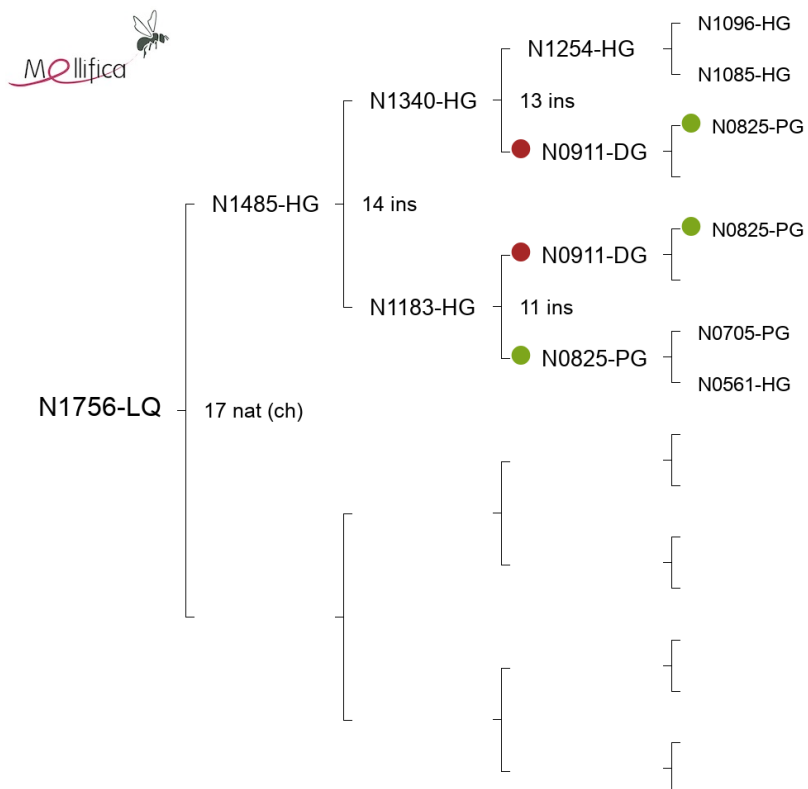 Mellifica
N1096-HG
N1254-HG
N1085-HG
N1340-HG
13 ins
N0825-PG
N0911-DG
N1485-HG
14 ins
N0825-PG
N0911-DG
N1183-HG
11 ins
N0705-PG
N0825-PG
N0561-HG
N1756-LQ
17 nat (ch)